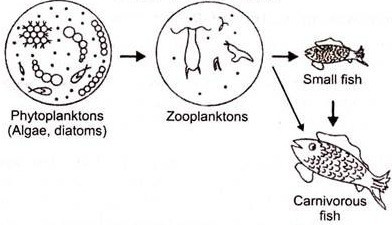 Small fish
Phytoplanktons
(Algae, diatoms)
Zooplanktons
Carnivorous
fish